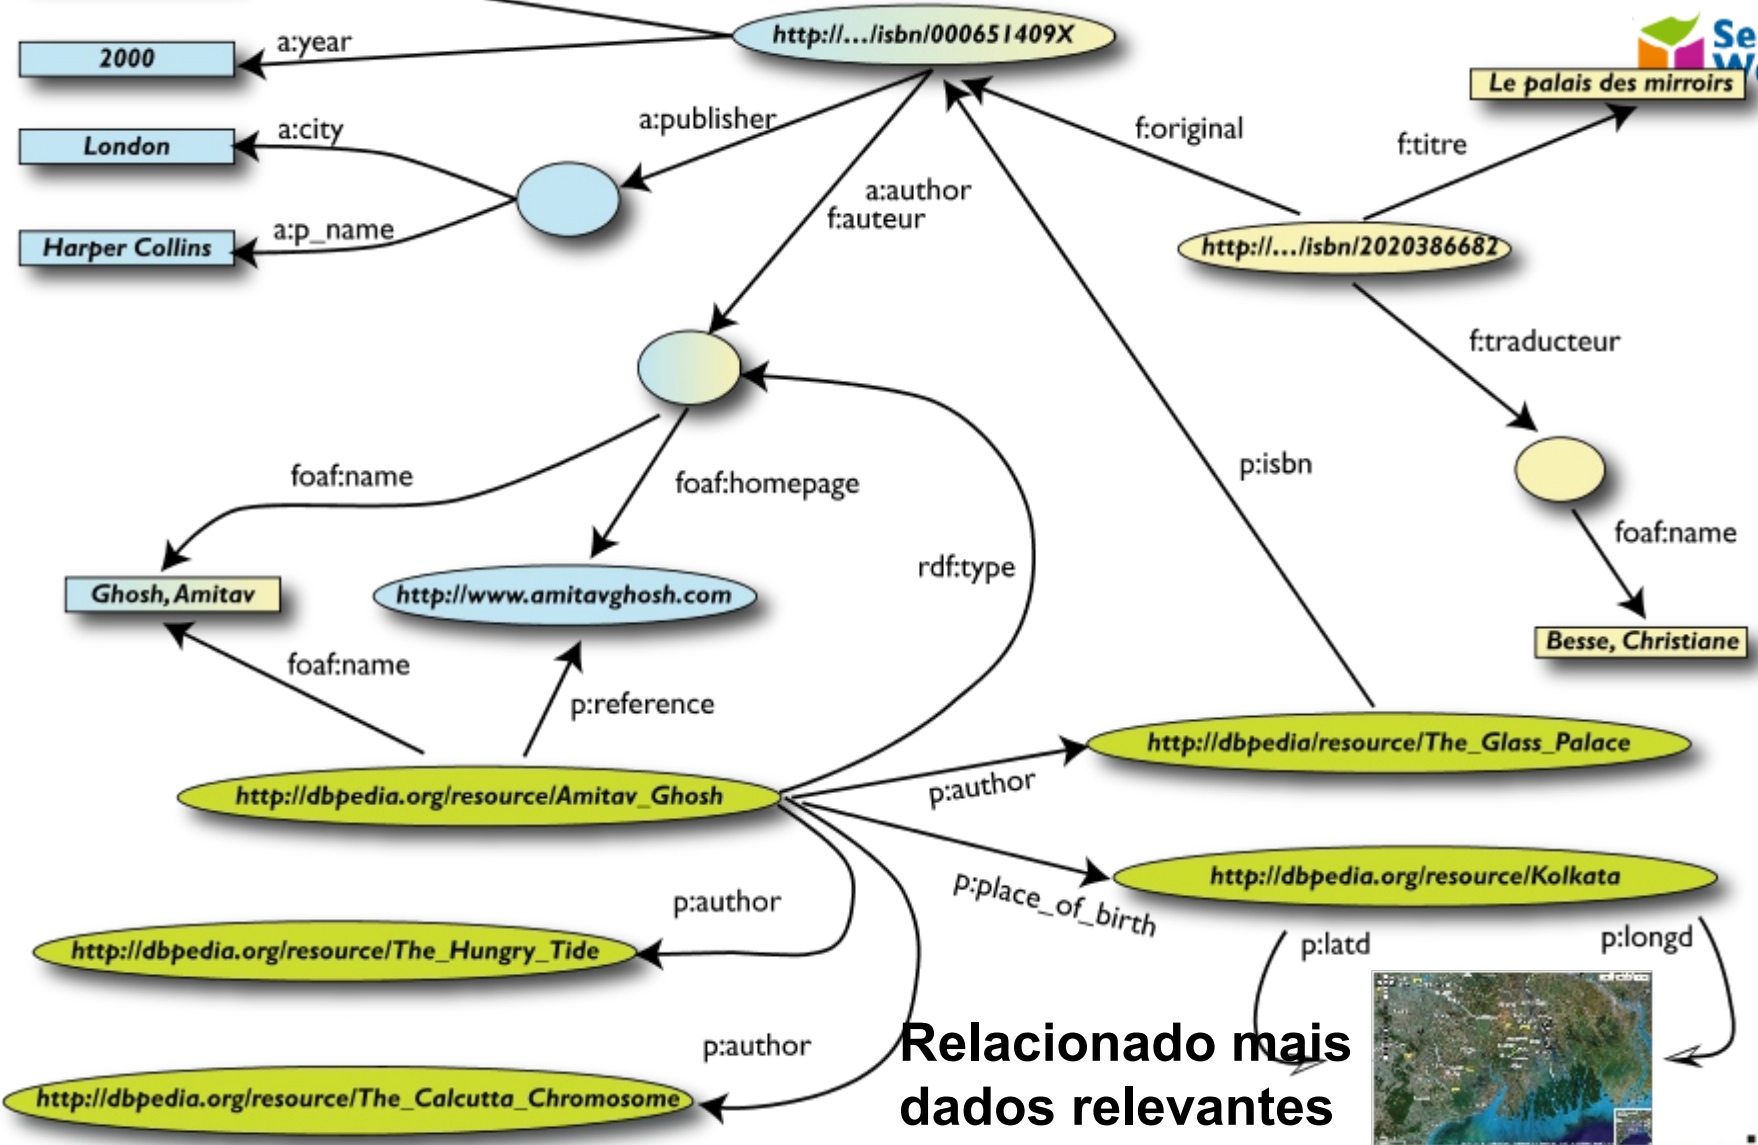 http://.../isbn/000651409X
Se
We
2000
a:year
Le palais des mirroirs
London
a:city
a:publisher
f:original
f:titre
a:author
f:auteur
Harper Collins
a:p_name
http://.../isbn/2020386682
f:traducteur
foaf:name
foaf:homepage
p:isbn
foaf:name
rdf:type
Ghosh, Amitav
http://www.amitavghosh.com
Besse, Christiane
foaf:name
p:reference
http://dbpedia/resource/The_Glass_Palace
http://dbpedia.org/resource/Amitav_Ghosh
p:author
http://dbpedia.org/resource/Kolkata
p:author
p:place_of_birth
http://dbpedia.org/resource/The_Hungry_Tide
p:latd
p:longd
p:author
Relacionado mais
dados relevantes
http://dbpedia.org/resource/The_Calcutta_Chromosome